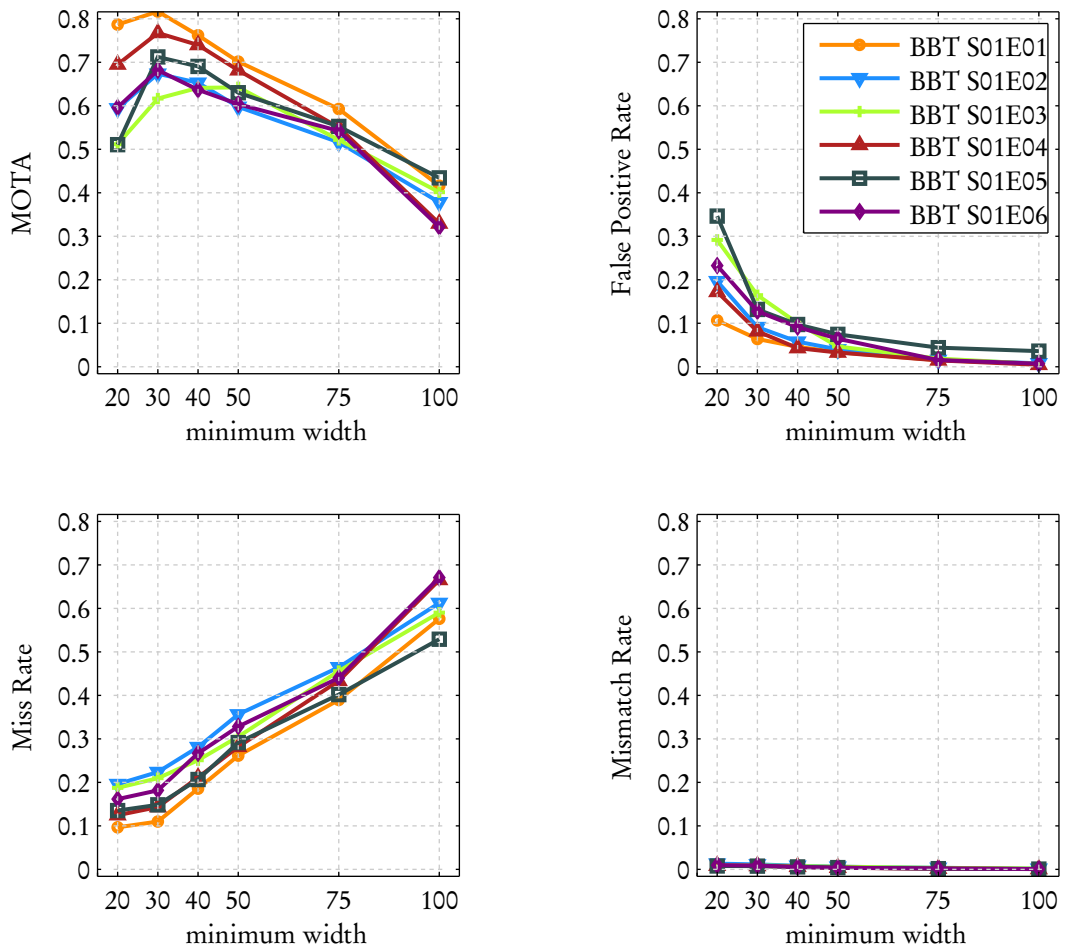 0.8
0.7
0.6
0.5
0.4
0.3
0.2
0.1
0
MOTA
20 30 40 50 75 100
minimum width
0.8
0.7
0.6
0.5
0.4
0.3
0.2
0.1
0
False Positive Rate
BBT S01E01
BBT S01E02
BBT S01E03
BBT S01E04
BBT S01E05
BBT S01E06
20 30 40 50 75 100
minimum width
0.8
0.7
0.6
0.5
0.4
0.3
0.2
0.1
0
Miss Rate
20 30 40 50 75 100
minimum width
0.8
0.7
0.6
0.5
0.4
0.3
0.2
0.1
0
Mismatch Rate
20 30 40 50 75 100
minimum width